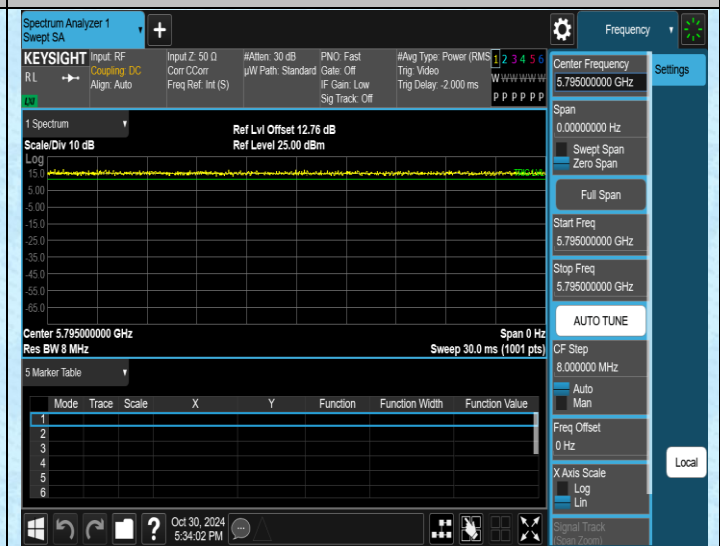 Spectrum Analyzer 1
Swept SA
Frequency
KEYSIGHT
R L
Input: RF
Coupling: DC
Align: Auto
Input Z: 50 Ω
Corr CCorr
Freq Ref: Int (S)
#Atten: 30 dB
µW Path: Standard
PNO: Fast
Gate: Off
IF Gain: Low
Sig Track: Off
#Avg Type: Power (RMS
Trig: Video
Trig Delay: -2.000 ms
1 2 3 4 5 6
W W W W W W
P P P P P P
Settings
1 Spectrum
Scale/Div 10 dB
Ref Lvl Offset 12.76 dB
Ref Level 25.00 dBm
Log
15.0
5.00
-5.00
-15.0
-25.0
-35.0
-45.0
-55.0
-65.0
Center 5.795000000 GHz
Span 0 Hz
Res BW 8 MHz
Sweep 30.0 ms (1001 pts)
5 Marker Table
Mode Trace Scale X Y Function Function Width Function Value
1
2
3
4
5
6
Center Frequency
5.795000000 GHz
Span
0.00000000 Hz
Swept Span
Zero Span
Full Span
Start Freq
5.795000000 GHz
Stop Freq
5.795000000 GHz
AUTO TUNE
CF Step
8.000000 MHz
Auto
Man
Freq Offset
0 Hz
X Axis Scale
Log
Lin
Signal Track
(Span Zoom)
Local
?
Oct 30, 2024
5:34:02 PM